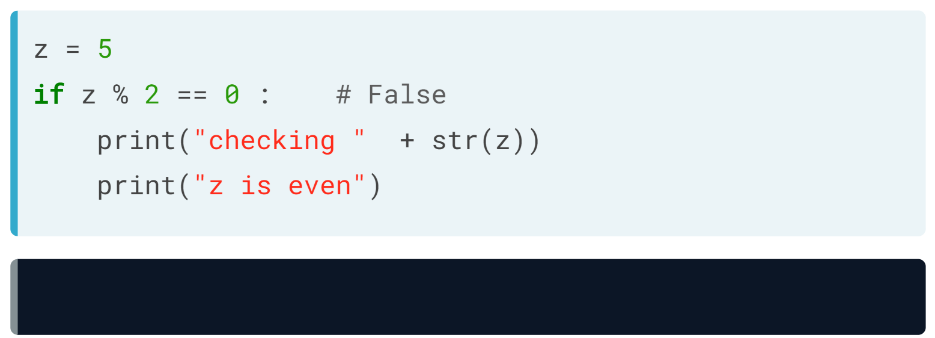 z = 5
if z % 2 == 0 :    # False
    print("checking "  + str(z))
    print("z is even")